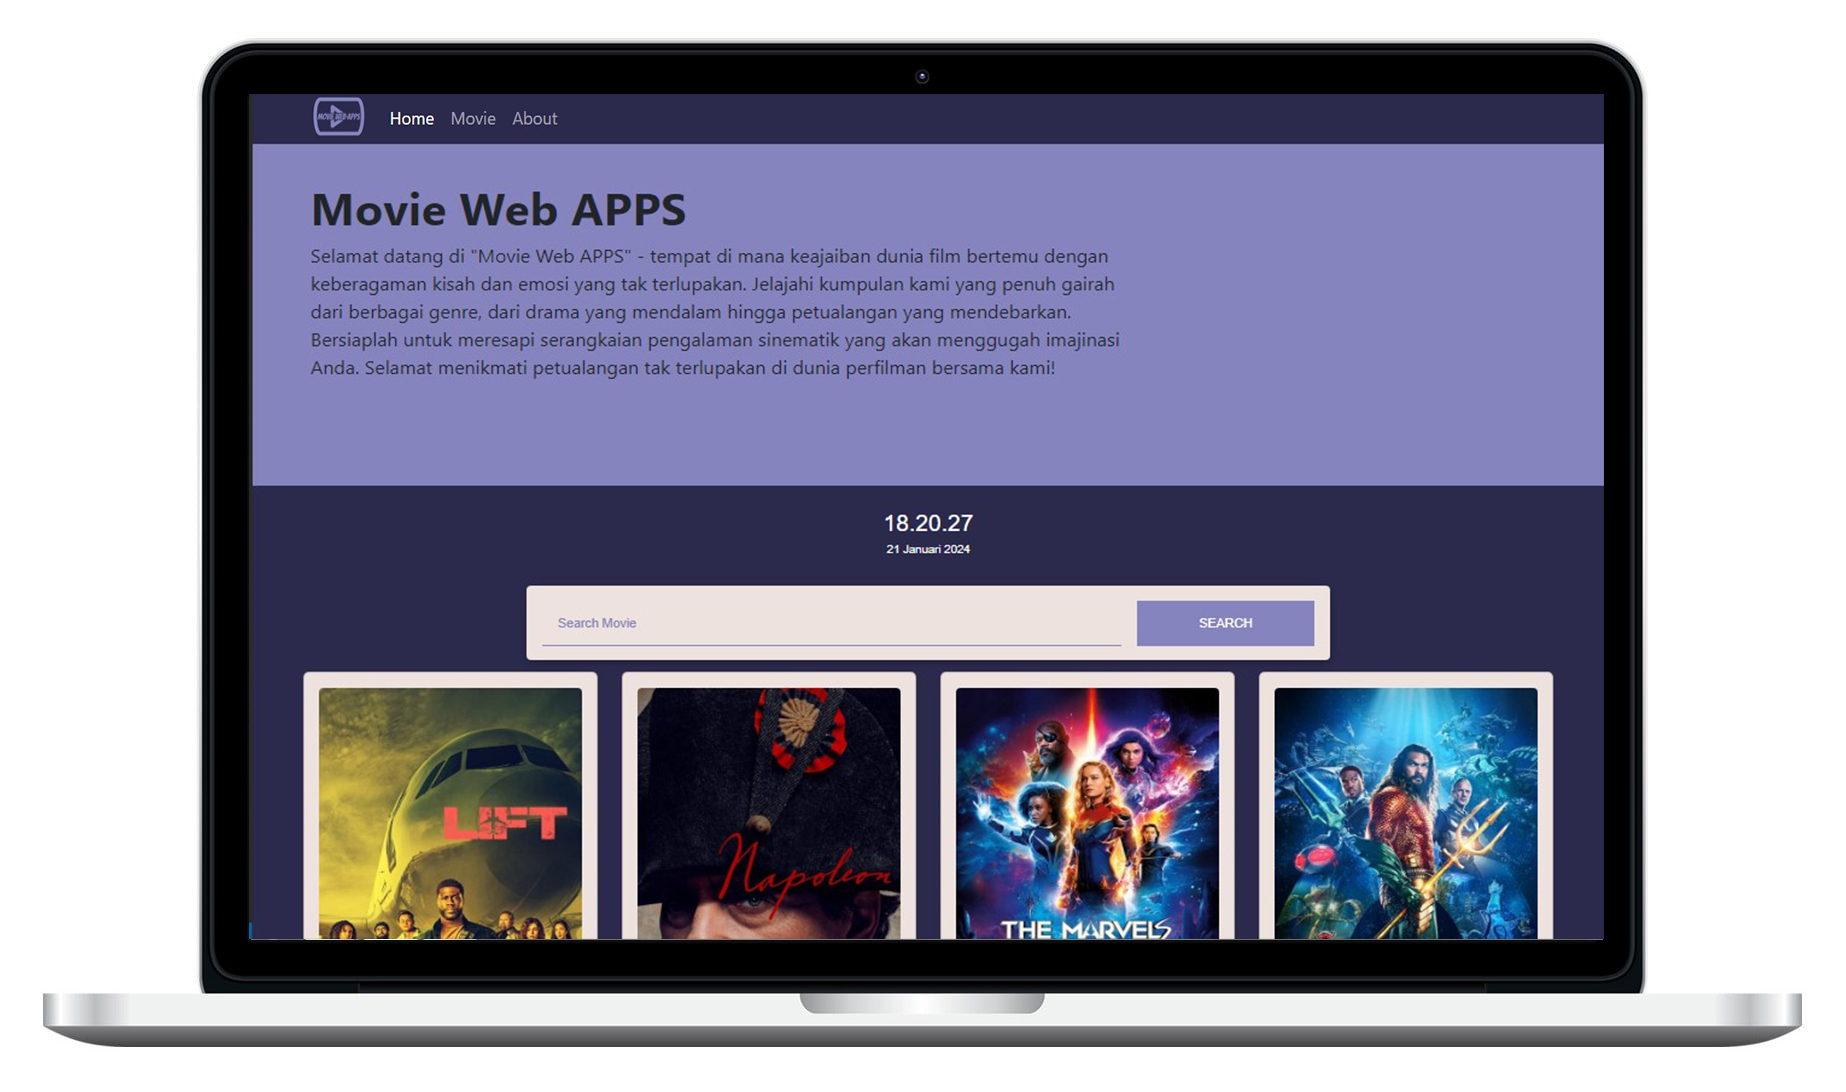 MOVIE WEB APPS
Home Movie About
Movie Web APPS
Selamat datang di "Movie Web APPS" - tempat di mana keajaiban dunia film bertemu dengan
keberagaman kisah dan emosi yang tak terlupakan. Jelajahi kumpulan kami yang penuh gairah
dari berbagai genre, dari drama yang mendalam hingga petualangan yang mendebarkan.
Bersiaplah untuk meresapi serangkaian pengalaman sinematik yang akan menggugah imajinasi
Anda. Selamat menikmati petualangan tak terlupakan di dunia perfilman bersama kami!
18.20.27
21 Januari 2024
Search Movie
SEARCH
LIFT
Napoleon
THE MARVELS